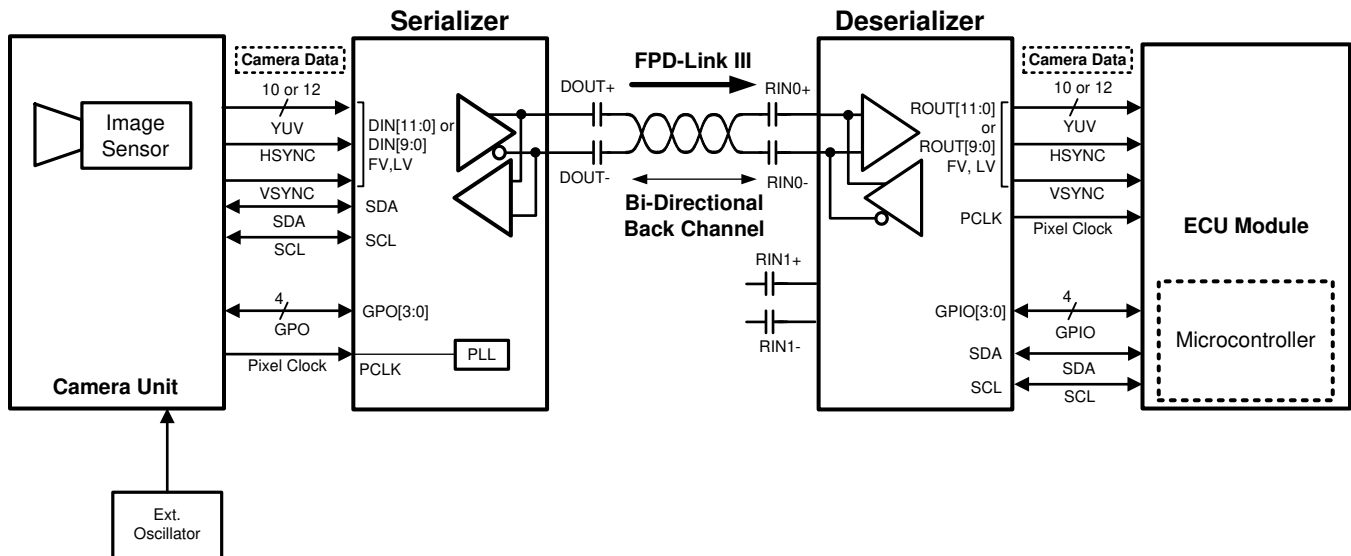 Serializer
Deserializer
Camera Data
FPD-Link III
Camera Data
DOUT+
RIN0+
10 or 12
YUV
HSYNC
VSYNC
SDA
SCL
4
GPO
Pixel Clock
Image
Sensor
Camera Unit
Ext.
Oscillator
DIN[11:0] or
DIN[9:0]
FV,LV
SDA
SCL
GPO[3:0]
PCLK
PLL
DOUT-
RIN0-
Bi-Directional
Back Channel
RIN1+
RIN1-
ROUT[11:0]
or
ROUT[9:0]
FV, LV
PCLK
GPIO[3:0]
SDA
SCL
10 or 12
YUV
HSYNC
VSYNC
Pixel Clock
4
GPIO
SDA
SCL
ECU Module
Microcontroller